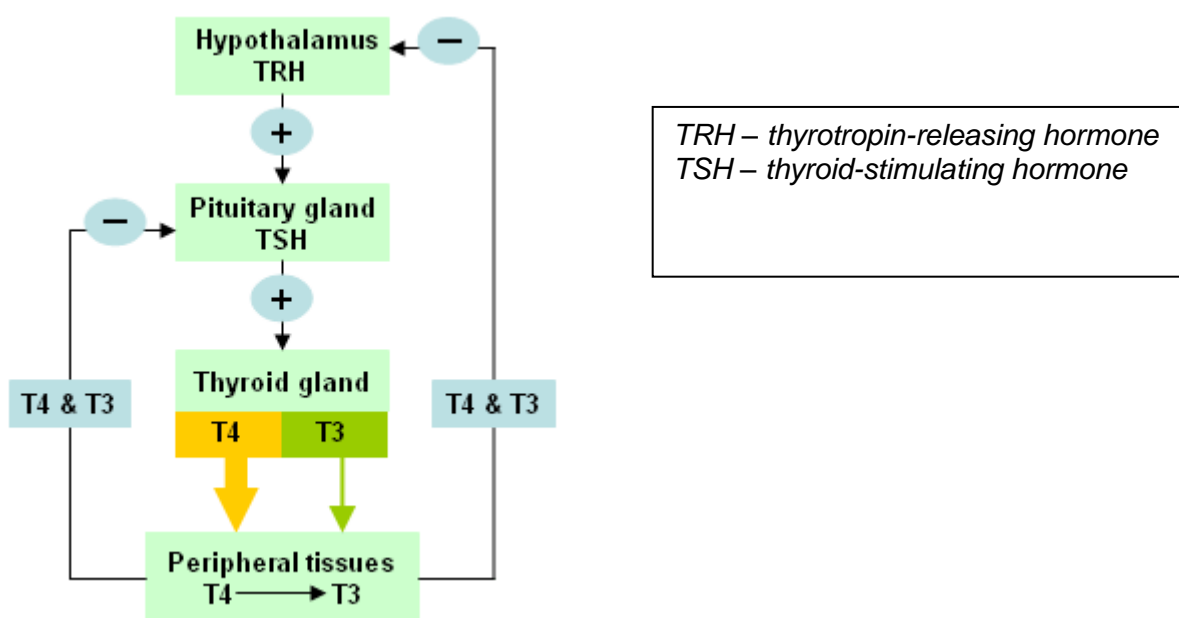 Hypothalamus
TRH
−
+
TRH – thyrotropin-releasing hormone
TSH – thyroid-stimulating hormone
Pituitary gland
TSH
−
+
Thyroid gland
T4 & T3
T4 & T3
T4
T3
Peripheral tissues
T4 T3